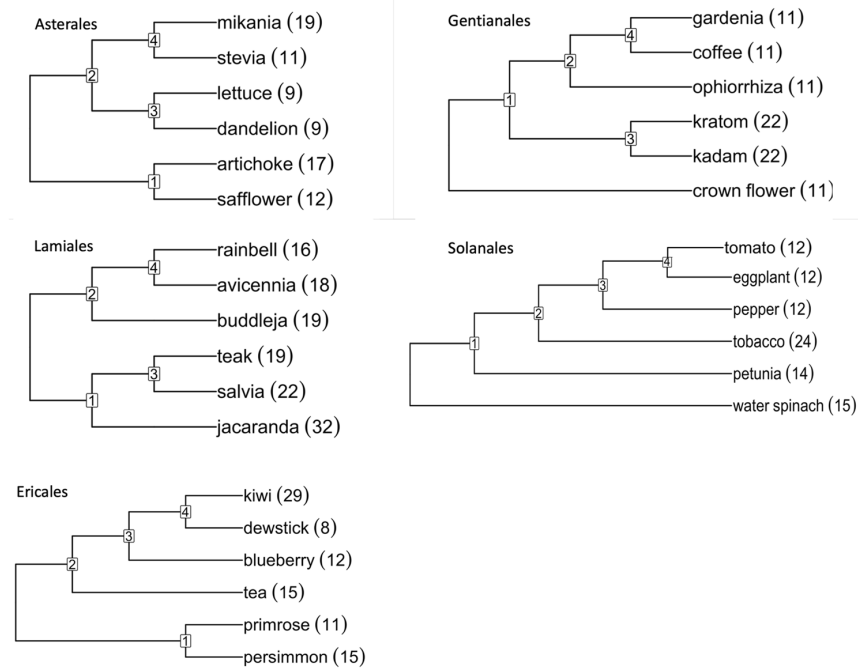 Asterales
mikania (19)
4
stevia (11)
2
lettuce (9)
3
dandelion (9)
artichoke (17)
1
safflower (12)
Gentianales
gardenia (11)
4
coffee (11)
2
ophiorrhiza (11)
1
kratom (22)
3
kadam (22)
crown flower (11)
Lamiales
rainbell (16)
4
avicennia (18)
2
buddleja (19)
teak (19)
3
salvia (22)
1
jacaranda (32)
Solanales
tomato (12)
4
eggplant (12)
3
pepper (12)
2
tobacco (24)
1
petunia (14)
water spinach (15)
Ericales
kiwi (29)
4
dewstick (8)
3
blueberry (12)
2
tea (15)
primrose (11)
1
persimmon (15)